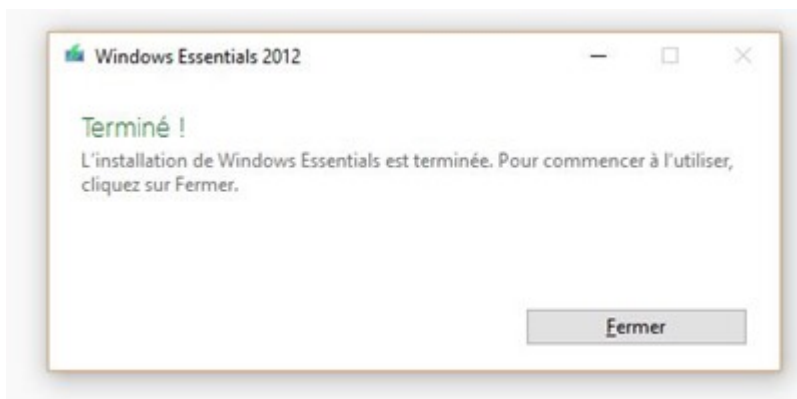 Windows Essentials 2012
Terminé !
L'installation de Windows Essentials est terminée. Pour commencer à l'utiliser,
cliquez sur Fermer.
Fermer